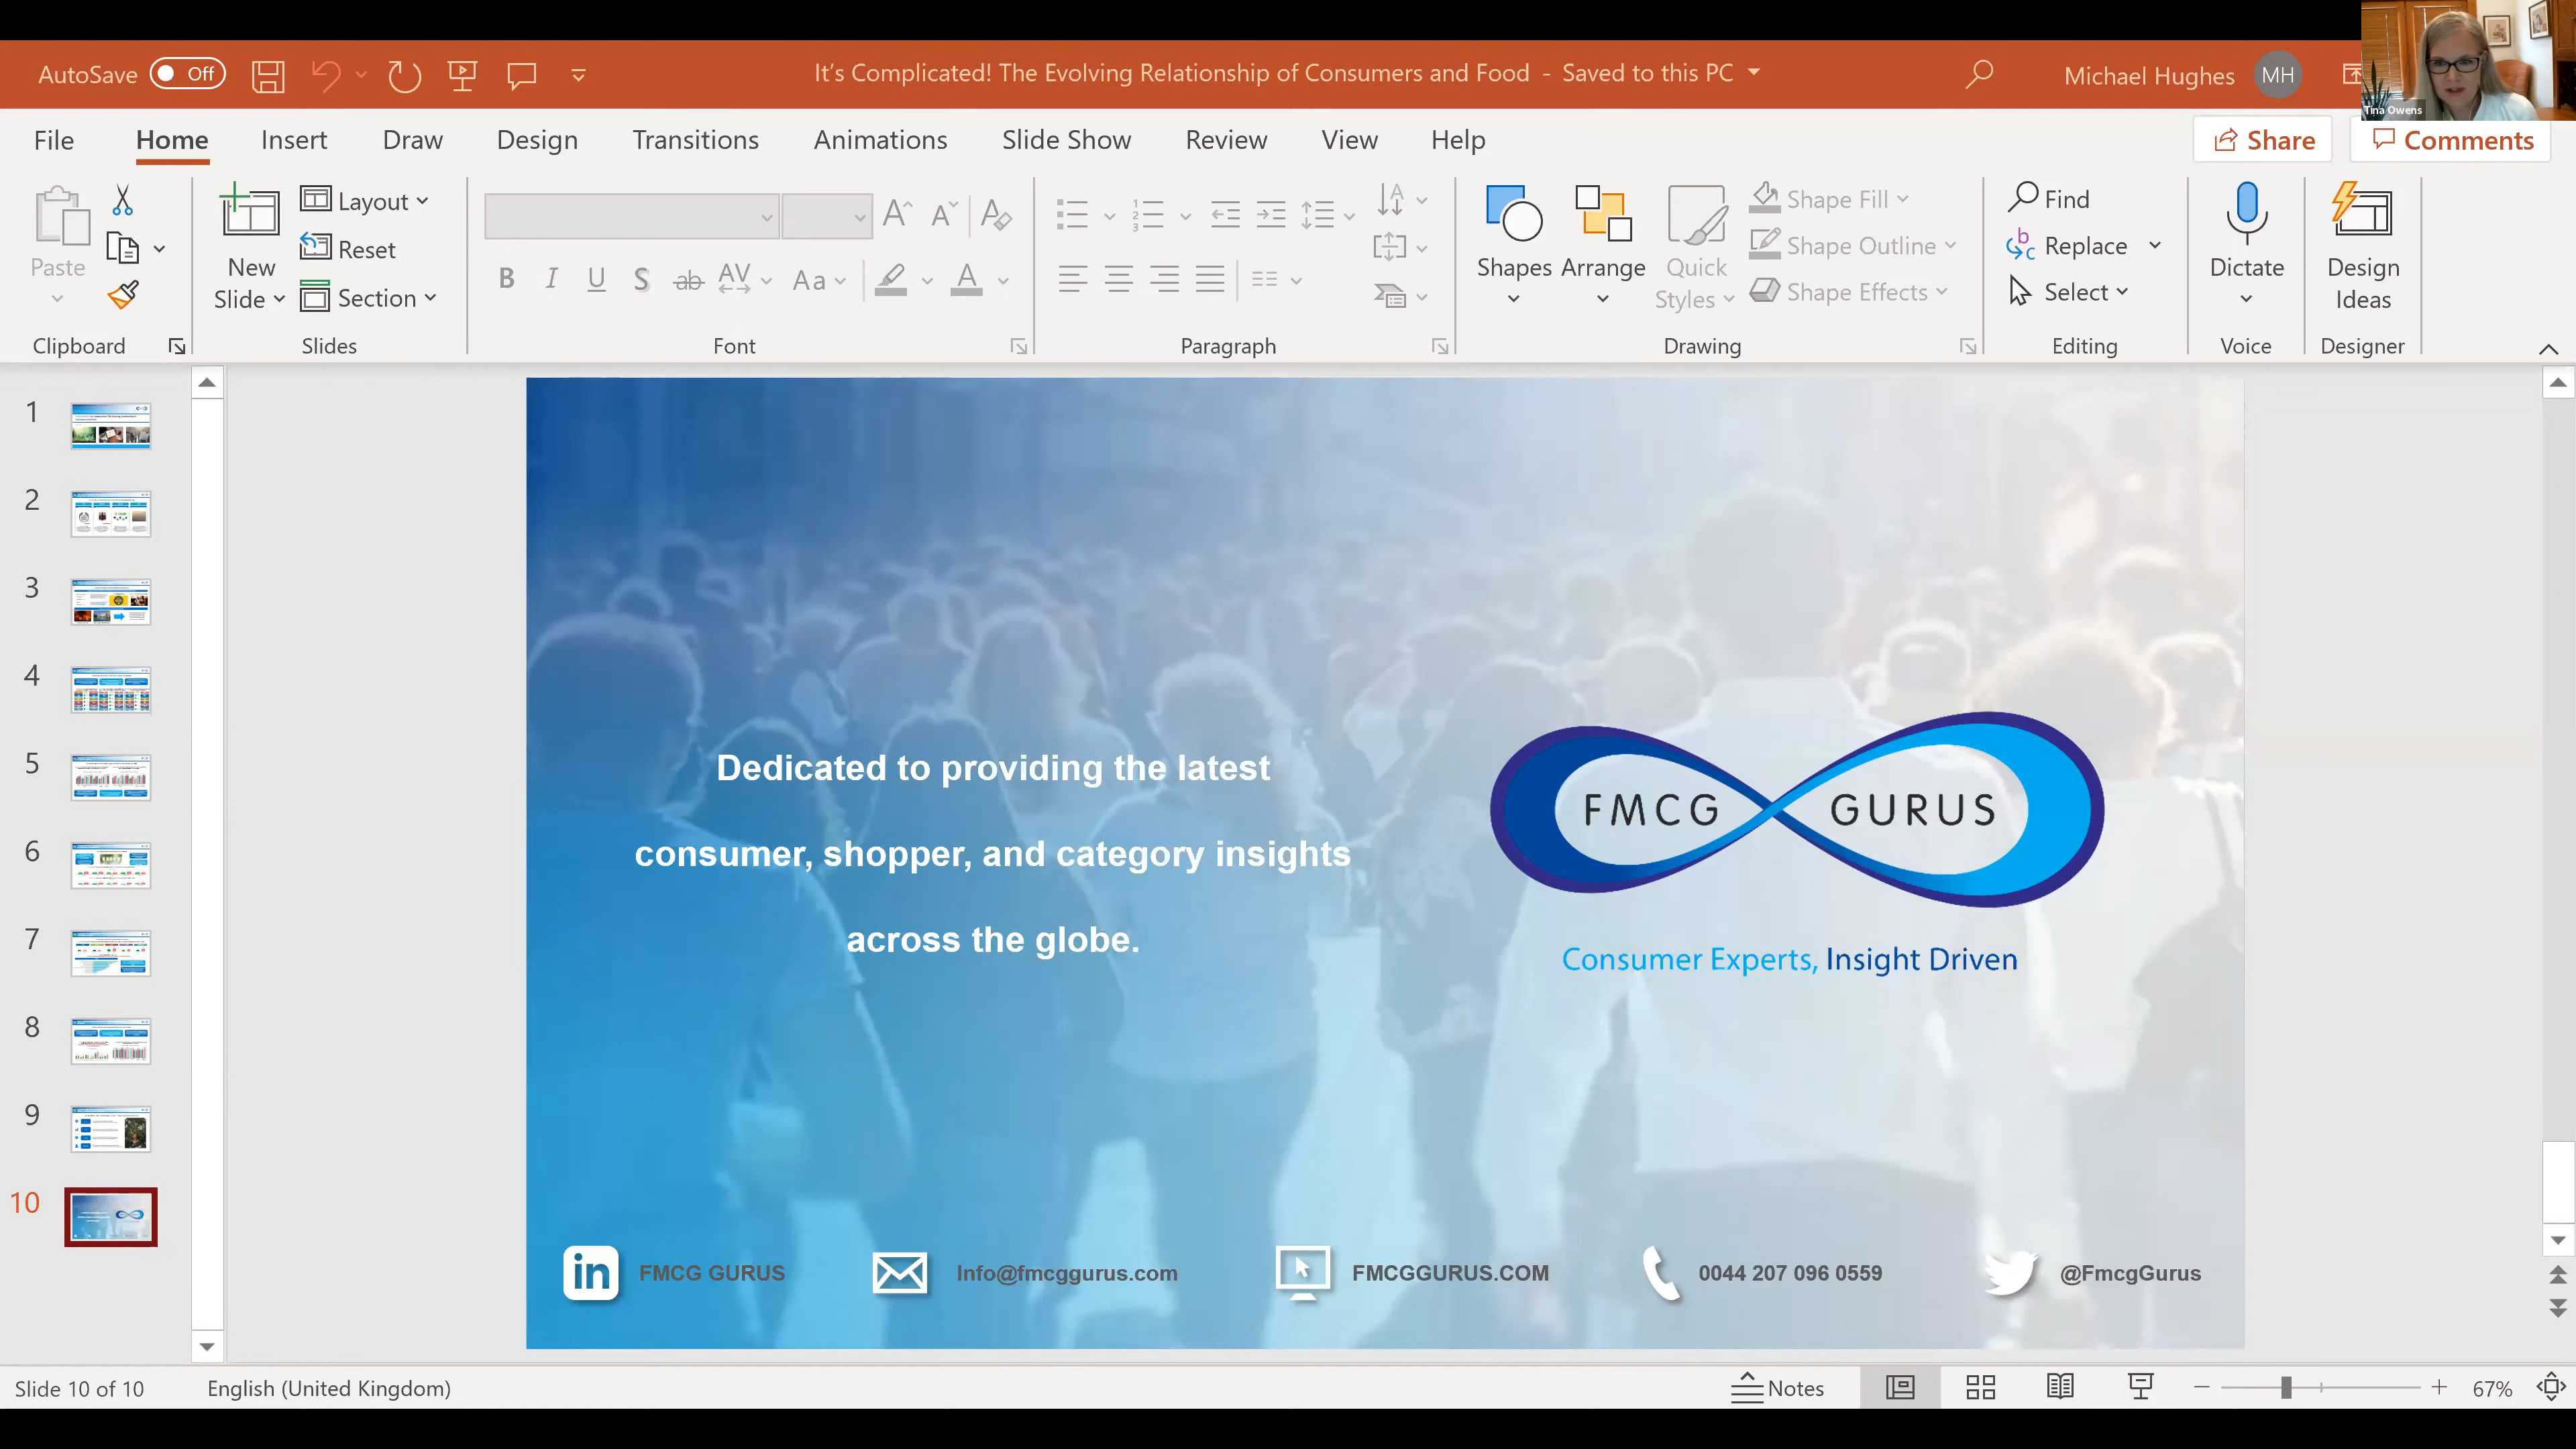 AutoSave Off
It's Complicated! The Evolving Relationship of Consumers and Food - Saved to this PC
Michael Hughes MH
Tina Owens
File Home Insert Draw Design Transitions Animations Slide Show Review View Help
Share Comments
Paste
New
Slide
Layout
Reset
Section
Shapes
Arrange
Quick
Styles
Shape Fill
Shape Outline
Shape Effects
Find
Replace
Select
Dictate
Design
Ideas
Clipboard Slides Font Paragraph Drawing Editing Voice Designer
1
2
3
4
5
6
7
8
9
10
Dedicated to providing the latest
consumer, shopper, and category insights
across the globe.
FMCG GURUS
Consumer Experts, Insight Driven
in FMCG GURUS Info@fmcggurus.com FMCGGURUS.COM 0044 207 096 0559 @FmcgGurus
Slide 10 of 10 English (United Kingdom) Notes 67%